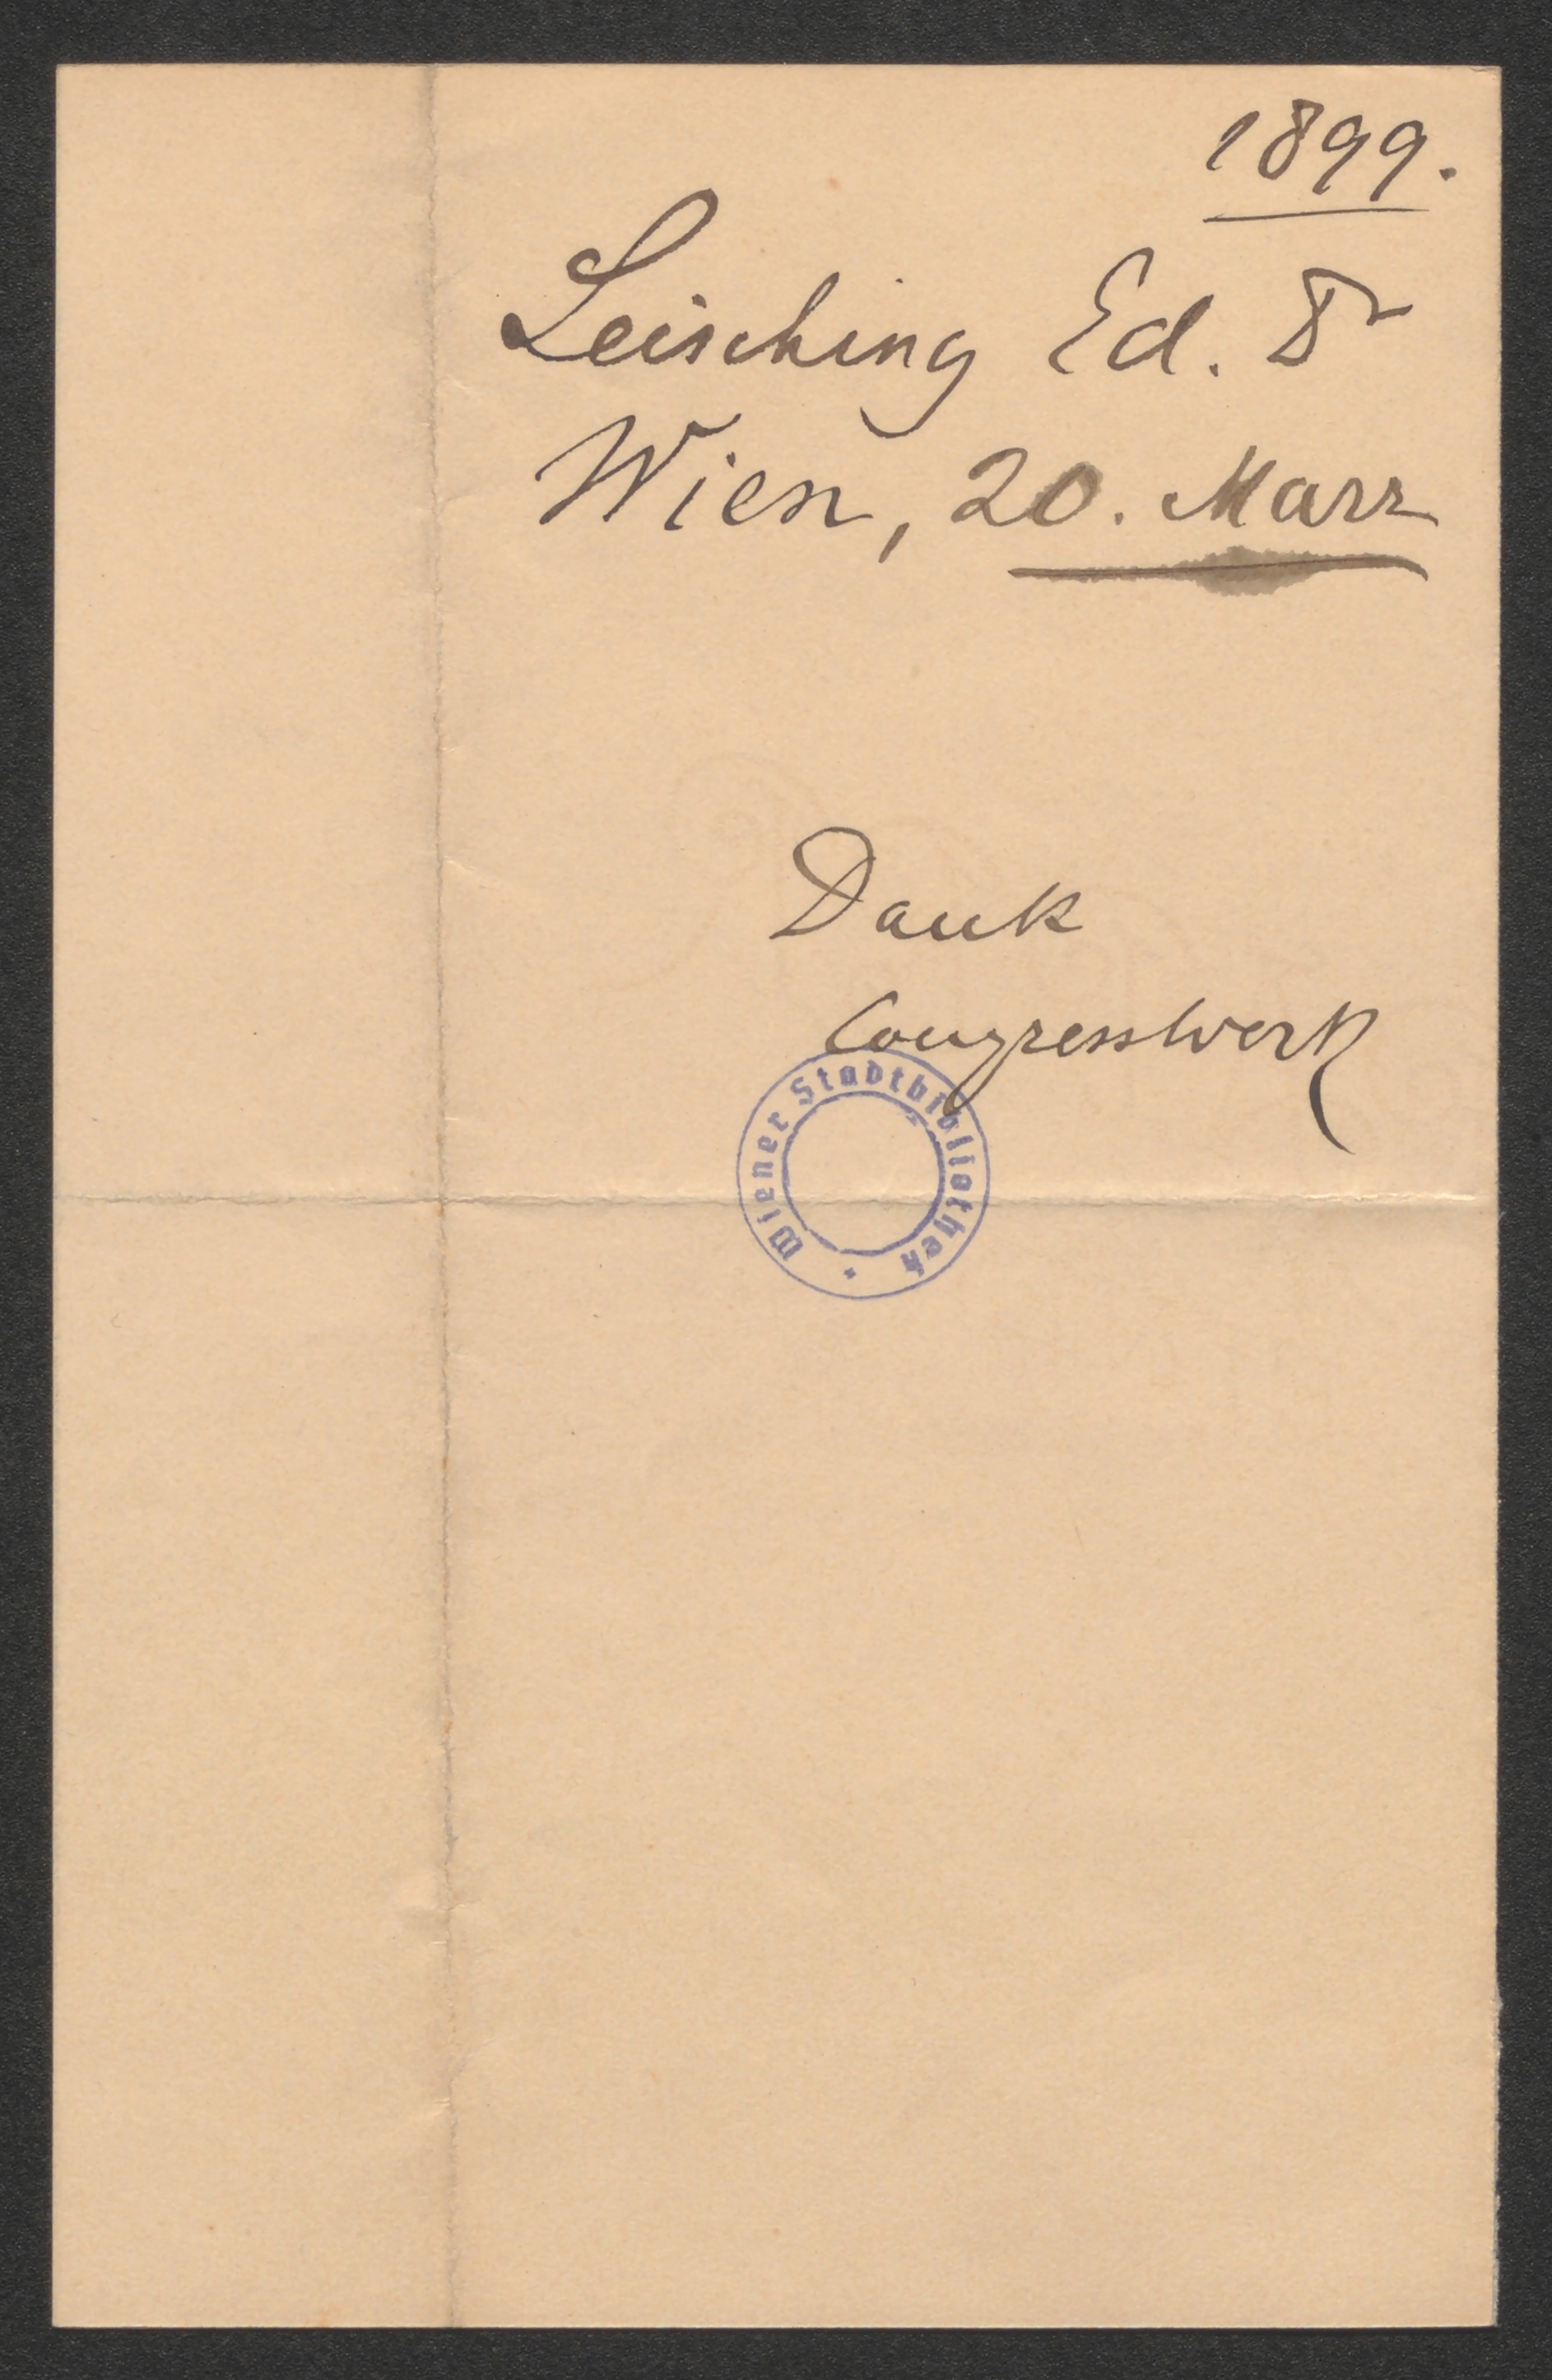 1899.
Leisching Ed. Dr
Wien, 20. März
Dank
Congresswerk
Wiener Stadtbibliothek